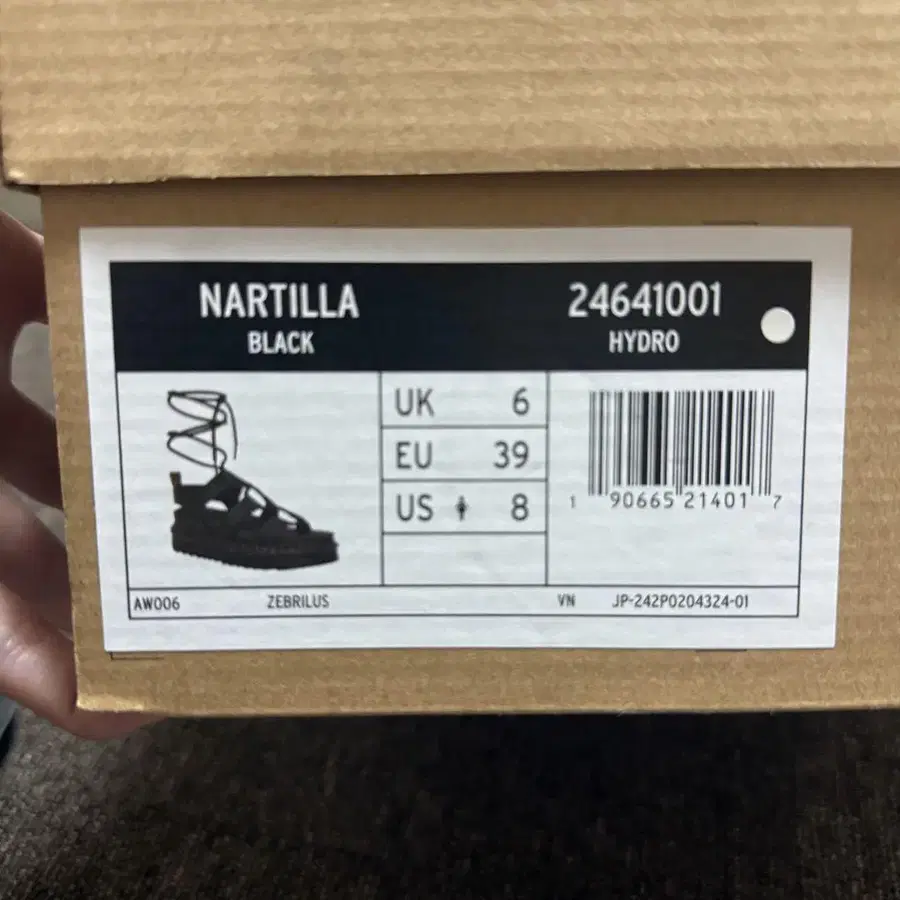 NARTILLA
BLACK
24641001
HYDRO
UK 6
EU 39
US 8
1 90665 21401 7
AW006 ZEBRILUS VN JP-242P0204324-01